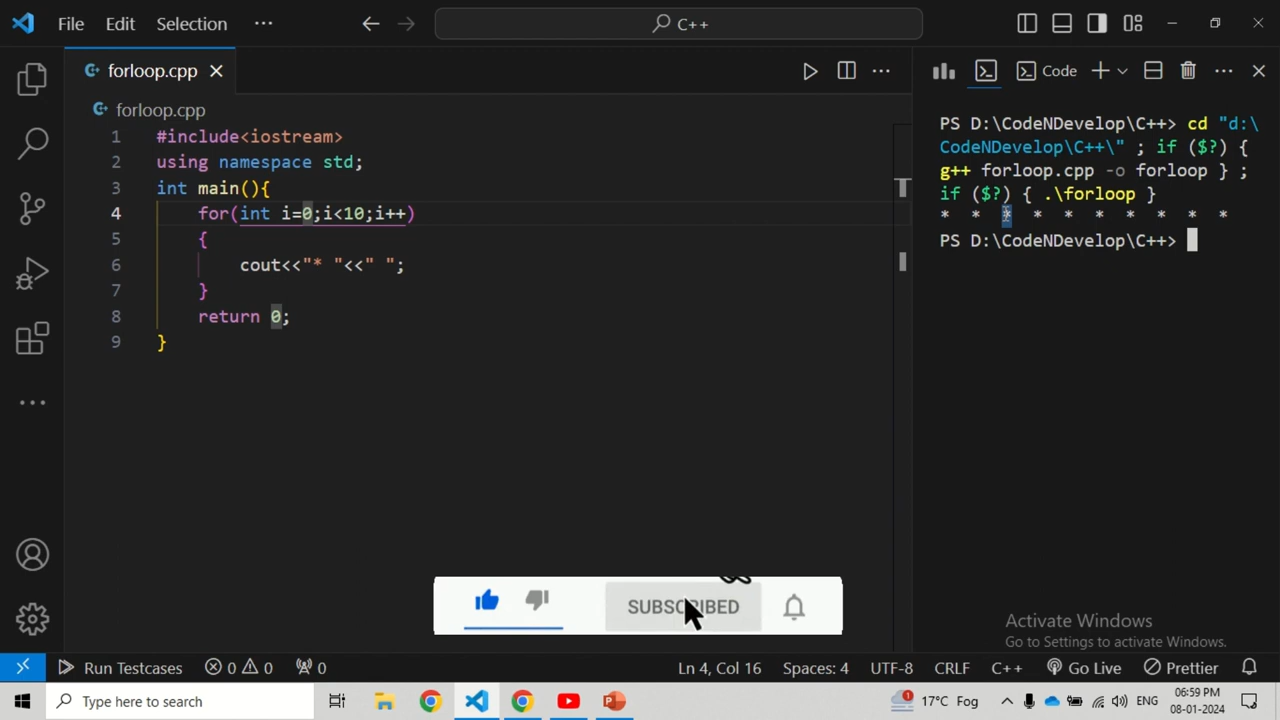 File Edit Selection ···
C++
forloop.cpp
forloop.cpp
1 #include<iostream>
2 using namespace std;
3 int main(){
4 for(int i=0;i<10;i++)
5 {
6 cout<<"* "<<" ";
7 }
8 return 0;
9 }
Code
PS D:\CodeNDevelop\C++> cd "d:\
CodeNDevelop\C++\" ; if ($?) {
g++ forloop.cpp -o forloop } ;
if ($?) { .\forloop }
* * * * * * * * * *
PS D:\CodeNDevelop\C++>
SUBSCRIBED
Activate Windows
Go to Settings to activate Windows.
Run Testcases 0 0 0 Ln 4, Col 16 Spaces: 4 UTF-8 CRLF C++ Go Live Prettier
Type here to search
1 17°C Fog ENG 06:59 PM
08-01-2024